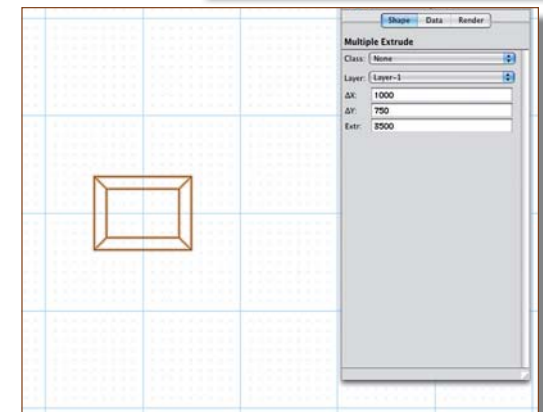 Shape Data Render
Multiple Extrude
Class: None
Layer: Layer-1
ΔX: 1000
ΔY: 750
Extr: 3500